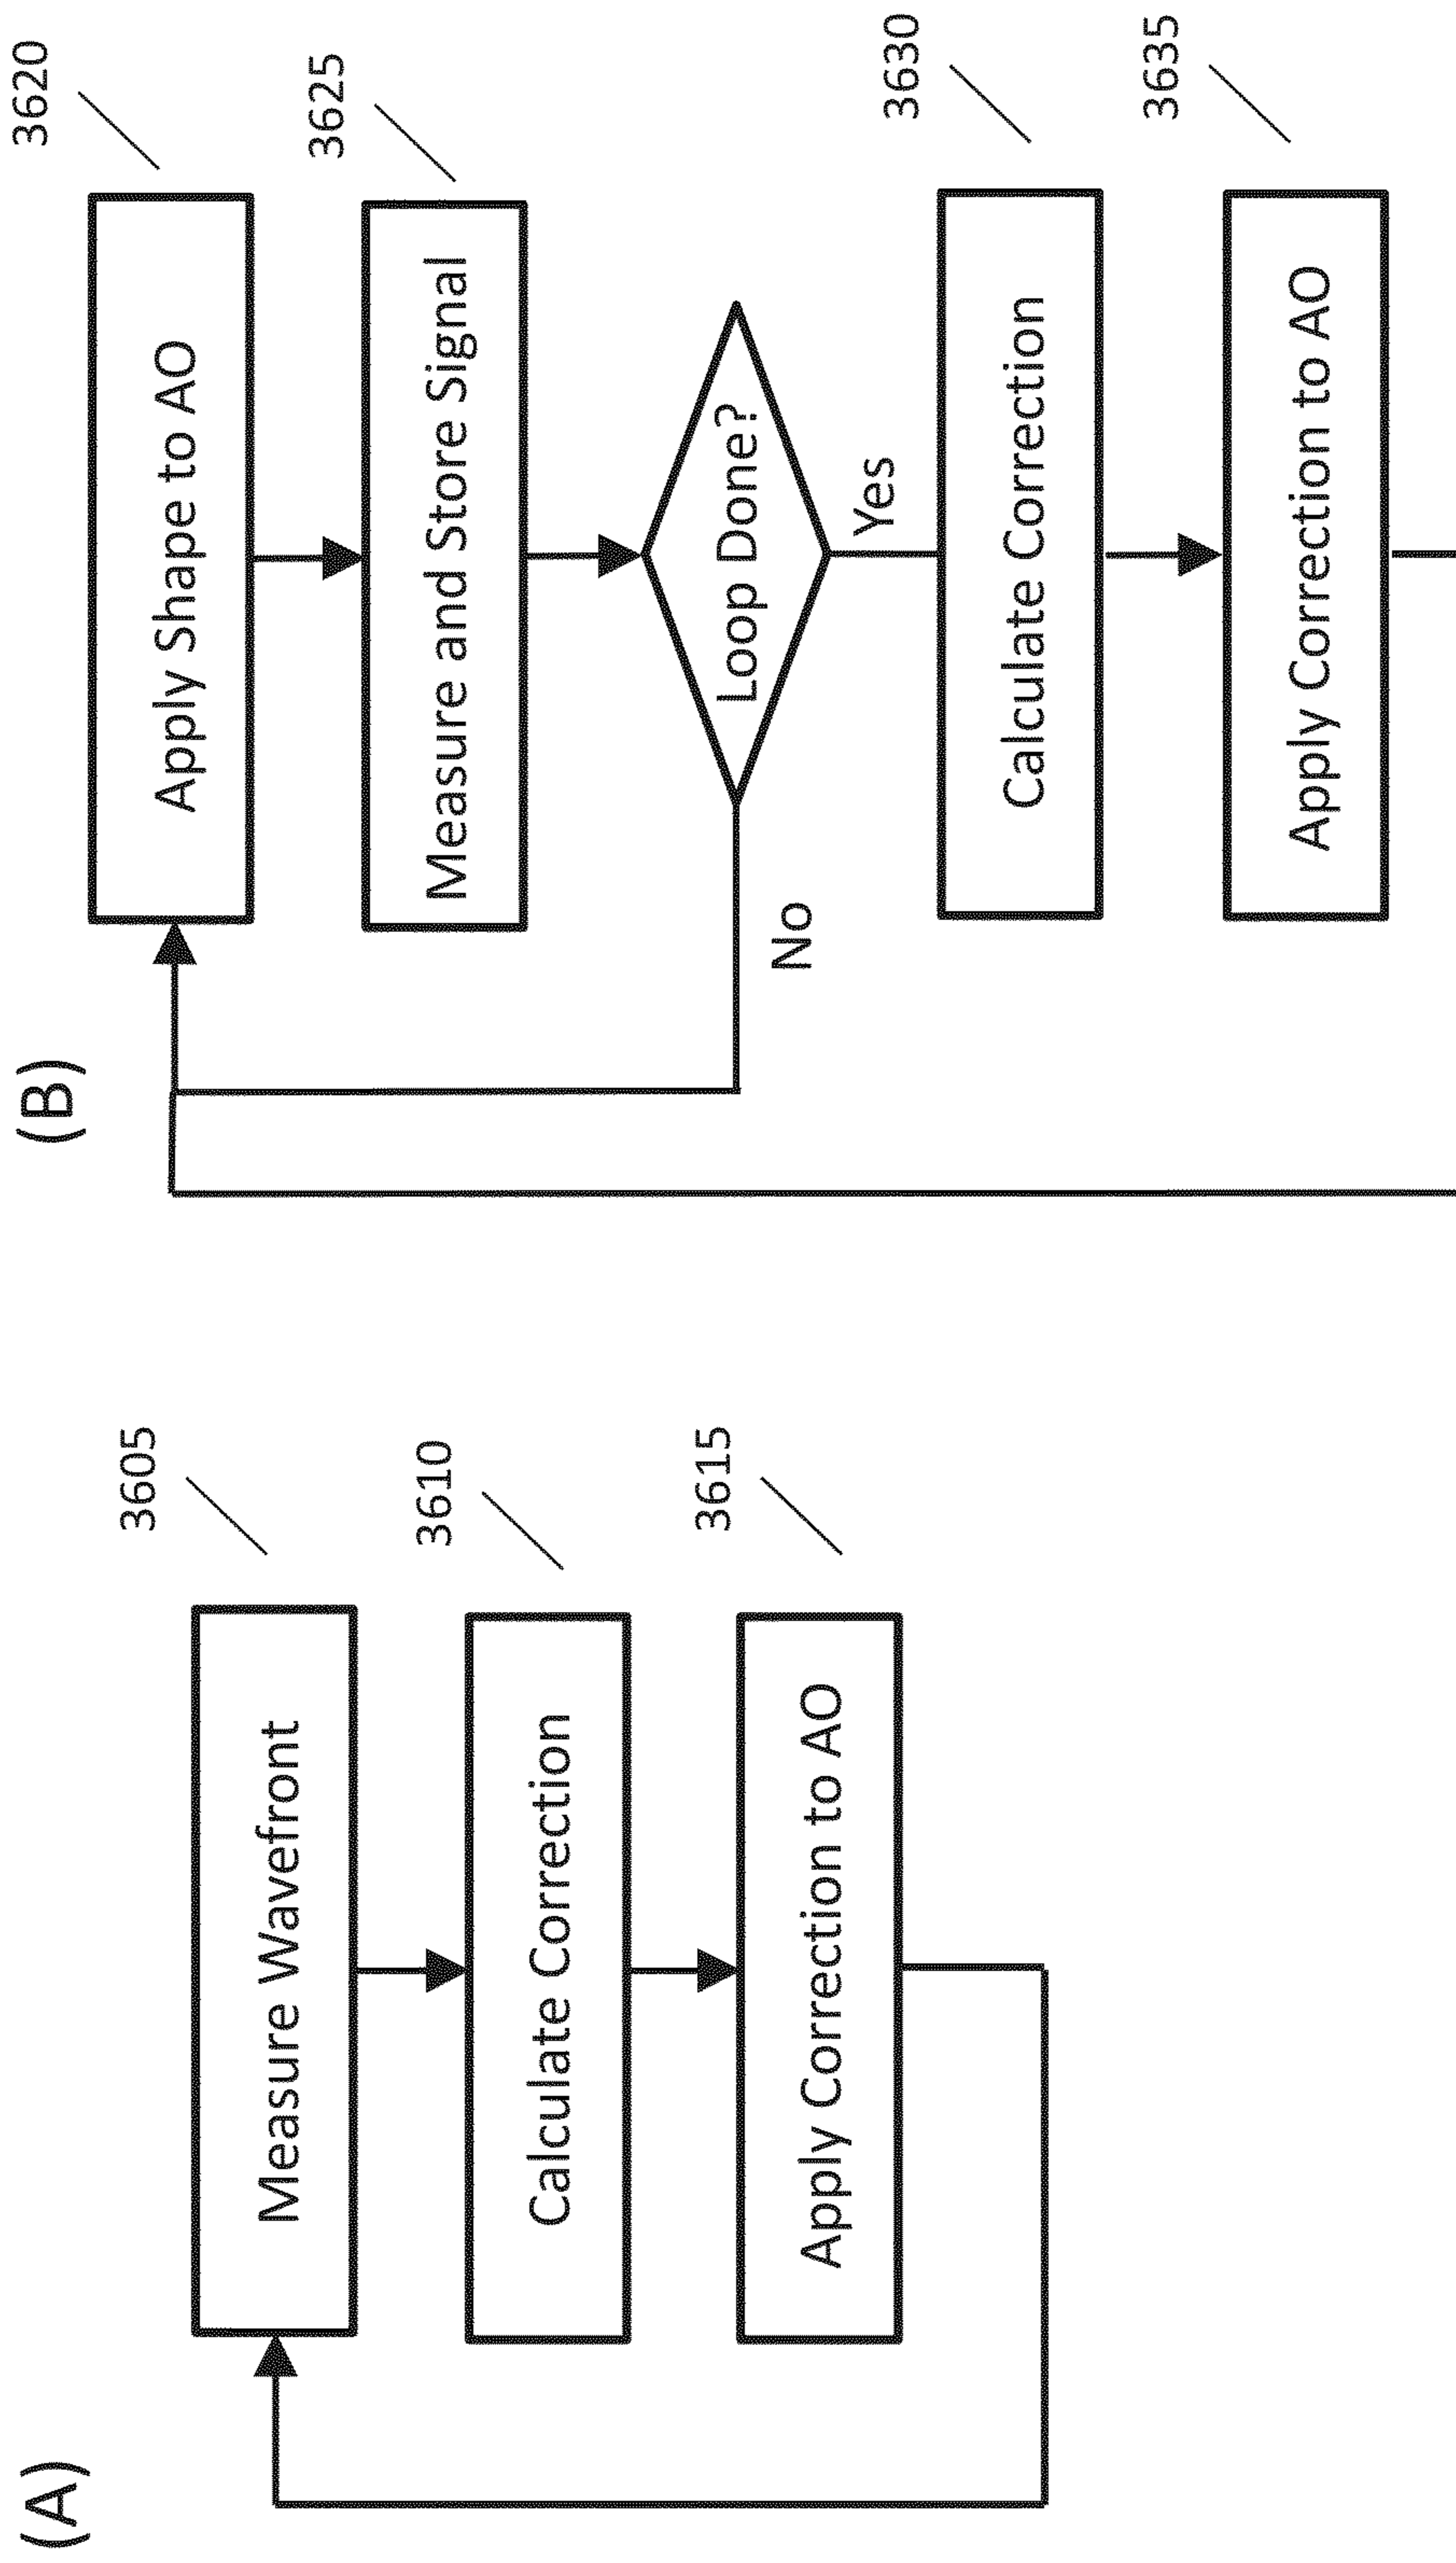 (A)
3605
Measure Wavefront
3610
Calculate Correction
3615
Apply Correction to AO
(B)
3620
Apply Shape to AO
3625
Measure and Store Signal
Loop Done?
No
Yes
3630
Calculate Correction
3635
Apply Correction to AO